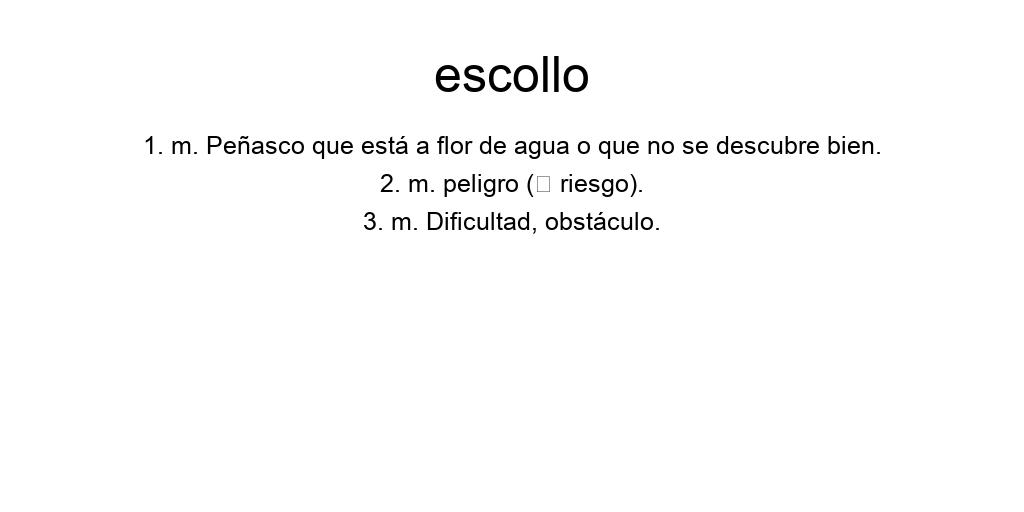 escollo
1. m. Peñasco que está a flor de agua o que no se descubre bien.
2. m. peligro (□ riesgo).
3. m. Dificultad, obstáculo.